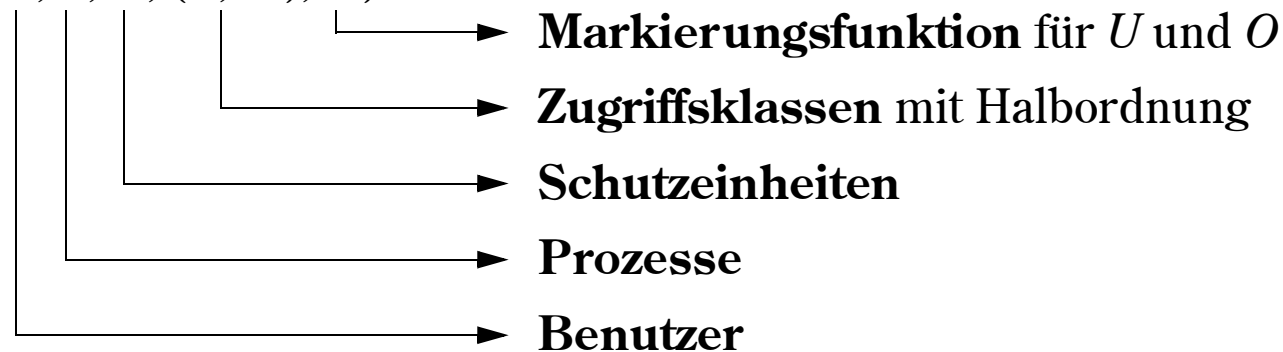 Markierungsfunktion für U und O
Zugriffsklassen mit Halbordnung
Schutzeinheiten
Prozesse
Benutzer